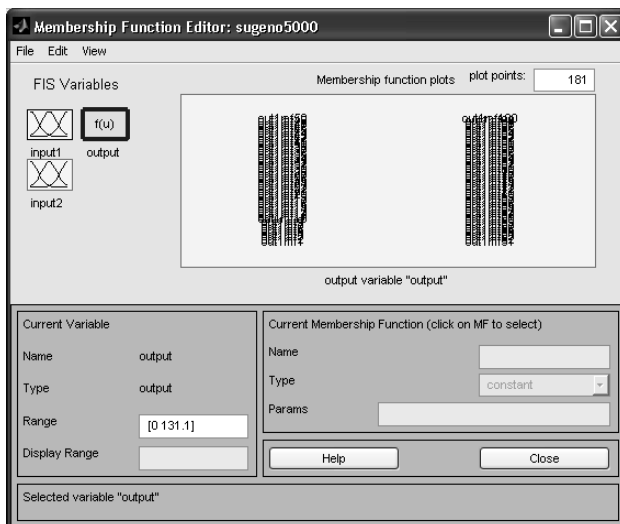 Membership Function Editor: sugeno5000
File Edit View
FIS Variables
Membership function plots plot points: 181
f(u)
input1 output
input2
output variable "output"
Current Variable
Name output
Type output
Range [0 131.1]
Display Range
Current Membership Function (click on MF to select)
Name
Type constant
Params
Help Close
Selected variable "output"